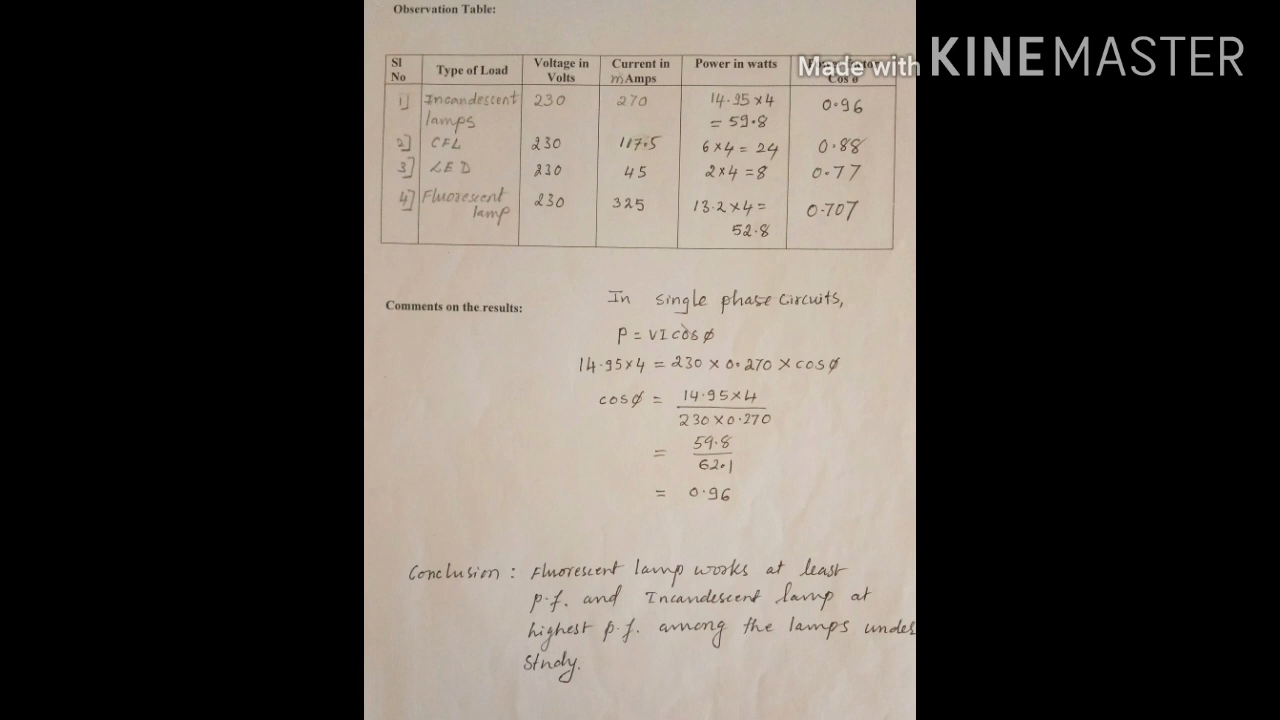 Observation Table:
Made with KINEMASTER
Sl No | Type of Load | Voltage in Volts | Current in mAmps | Power in watts | Cos ø
1] | Incandescent lamps | 230 | 270 | 14.95 x 4 = 59.8 | 0.96
2] | CFL | 230 | 117.5 | 6 x 4 = 24 | 0.88
3] | LED | 230 | 45 | 2 x 4 = 8 | 0.77
4] | Fluorescent lamp | 230 | 325 | 13.2 x 4 = 52.8 | 0.707
Comments on the results:
In single phase circuits,
P = VI cos ø
14.95 x 4 = 230 x 0.270 x cos ø
cos ø = 14.95 x 4 / 230 x 0.270
= 59.8 / 62.1
= 0.96
Conclusion : Fluorescent lamp works at least
p.f. and Incandescent lamp at
highest p.f. among the lamps under
study.